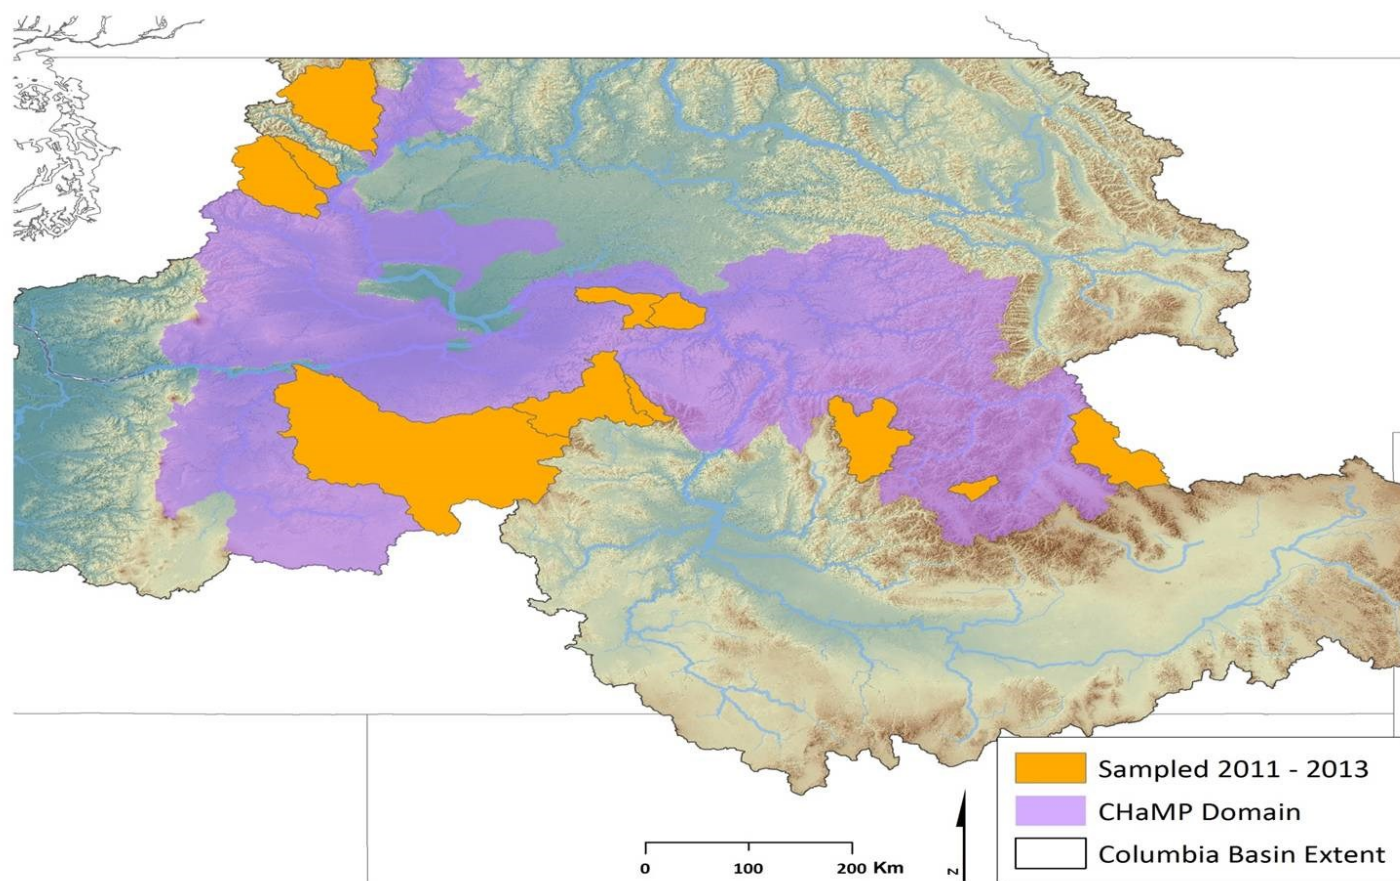 Sampled 2011 - 2013
CHaMP Domain
Columbia Basin Extent
0 100 200 Km
N